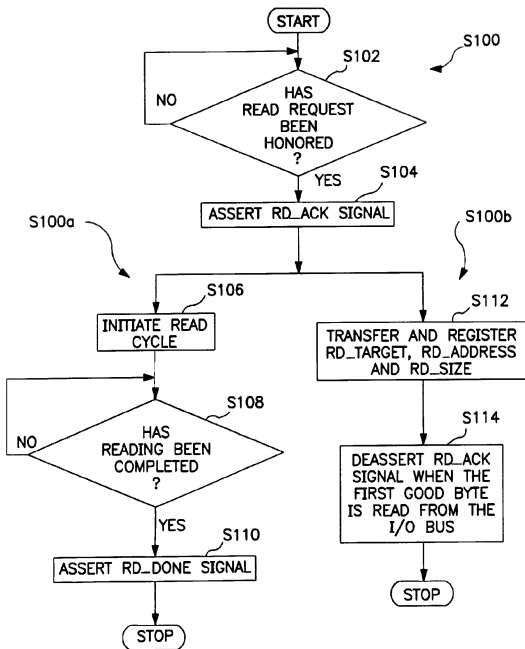 START
S100
S102
HAS
READ REQUEST
BEEN
HONORED
?
NO
YES
S104
ASSERT RD_ACK SIGNAL
S100a
S100b
S106
INITIATE READ
CYCLE
S112
TRANSFER AND REGISTER
RD_TARGET, RD_ADDRESS
AND RD_SIZE
S108
HAS
READING BEEN
COMPLETED
?
NO
YES
S114
DEASSERT RD_ACK
SIGNAL WHEN THE
FIRST GOOD BYTE
IS READ FROM THE
I/O BUS
S110
ASSERT RD_DONE SIGNAL
STOP
STOP